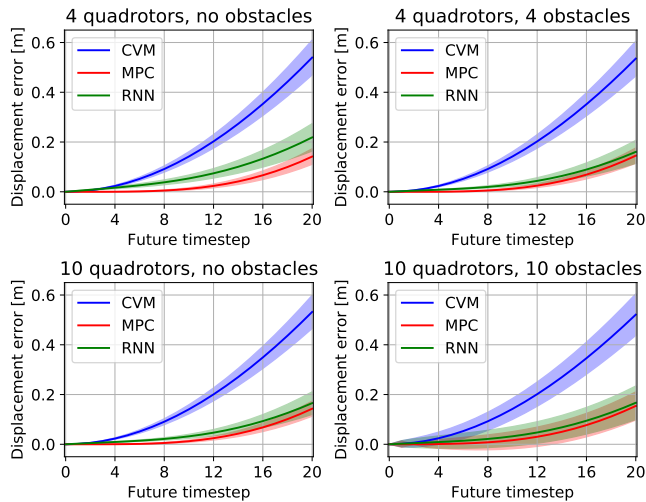 4 quadrotors, no obstacles
Displacement error [m]
0.6
0.4
0.2
0.0
CVM
MPC
RNN
0 4 8 12 16 20
Future timestep
4 quadrotors, 4 obstacles
Displacement error [m]
0.6
0.4
0.2
0.0
CVM
MPC
RNN
0 4 8 12 16 20
Future timestep
10 quadrotors, no obstacles
Displacement error [m]
0.6
0.4
0.2
0.0
CVM
MPC
RNN
0 4 8 12 16 20
Future timestep
10 quadrotors, 10 obstacles
Displacement error [m]
0.6
0.4
0.2
0.0
CVM
MPC
RNN
0 4 8 12 16 20
Future timestep